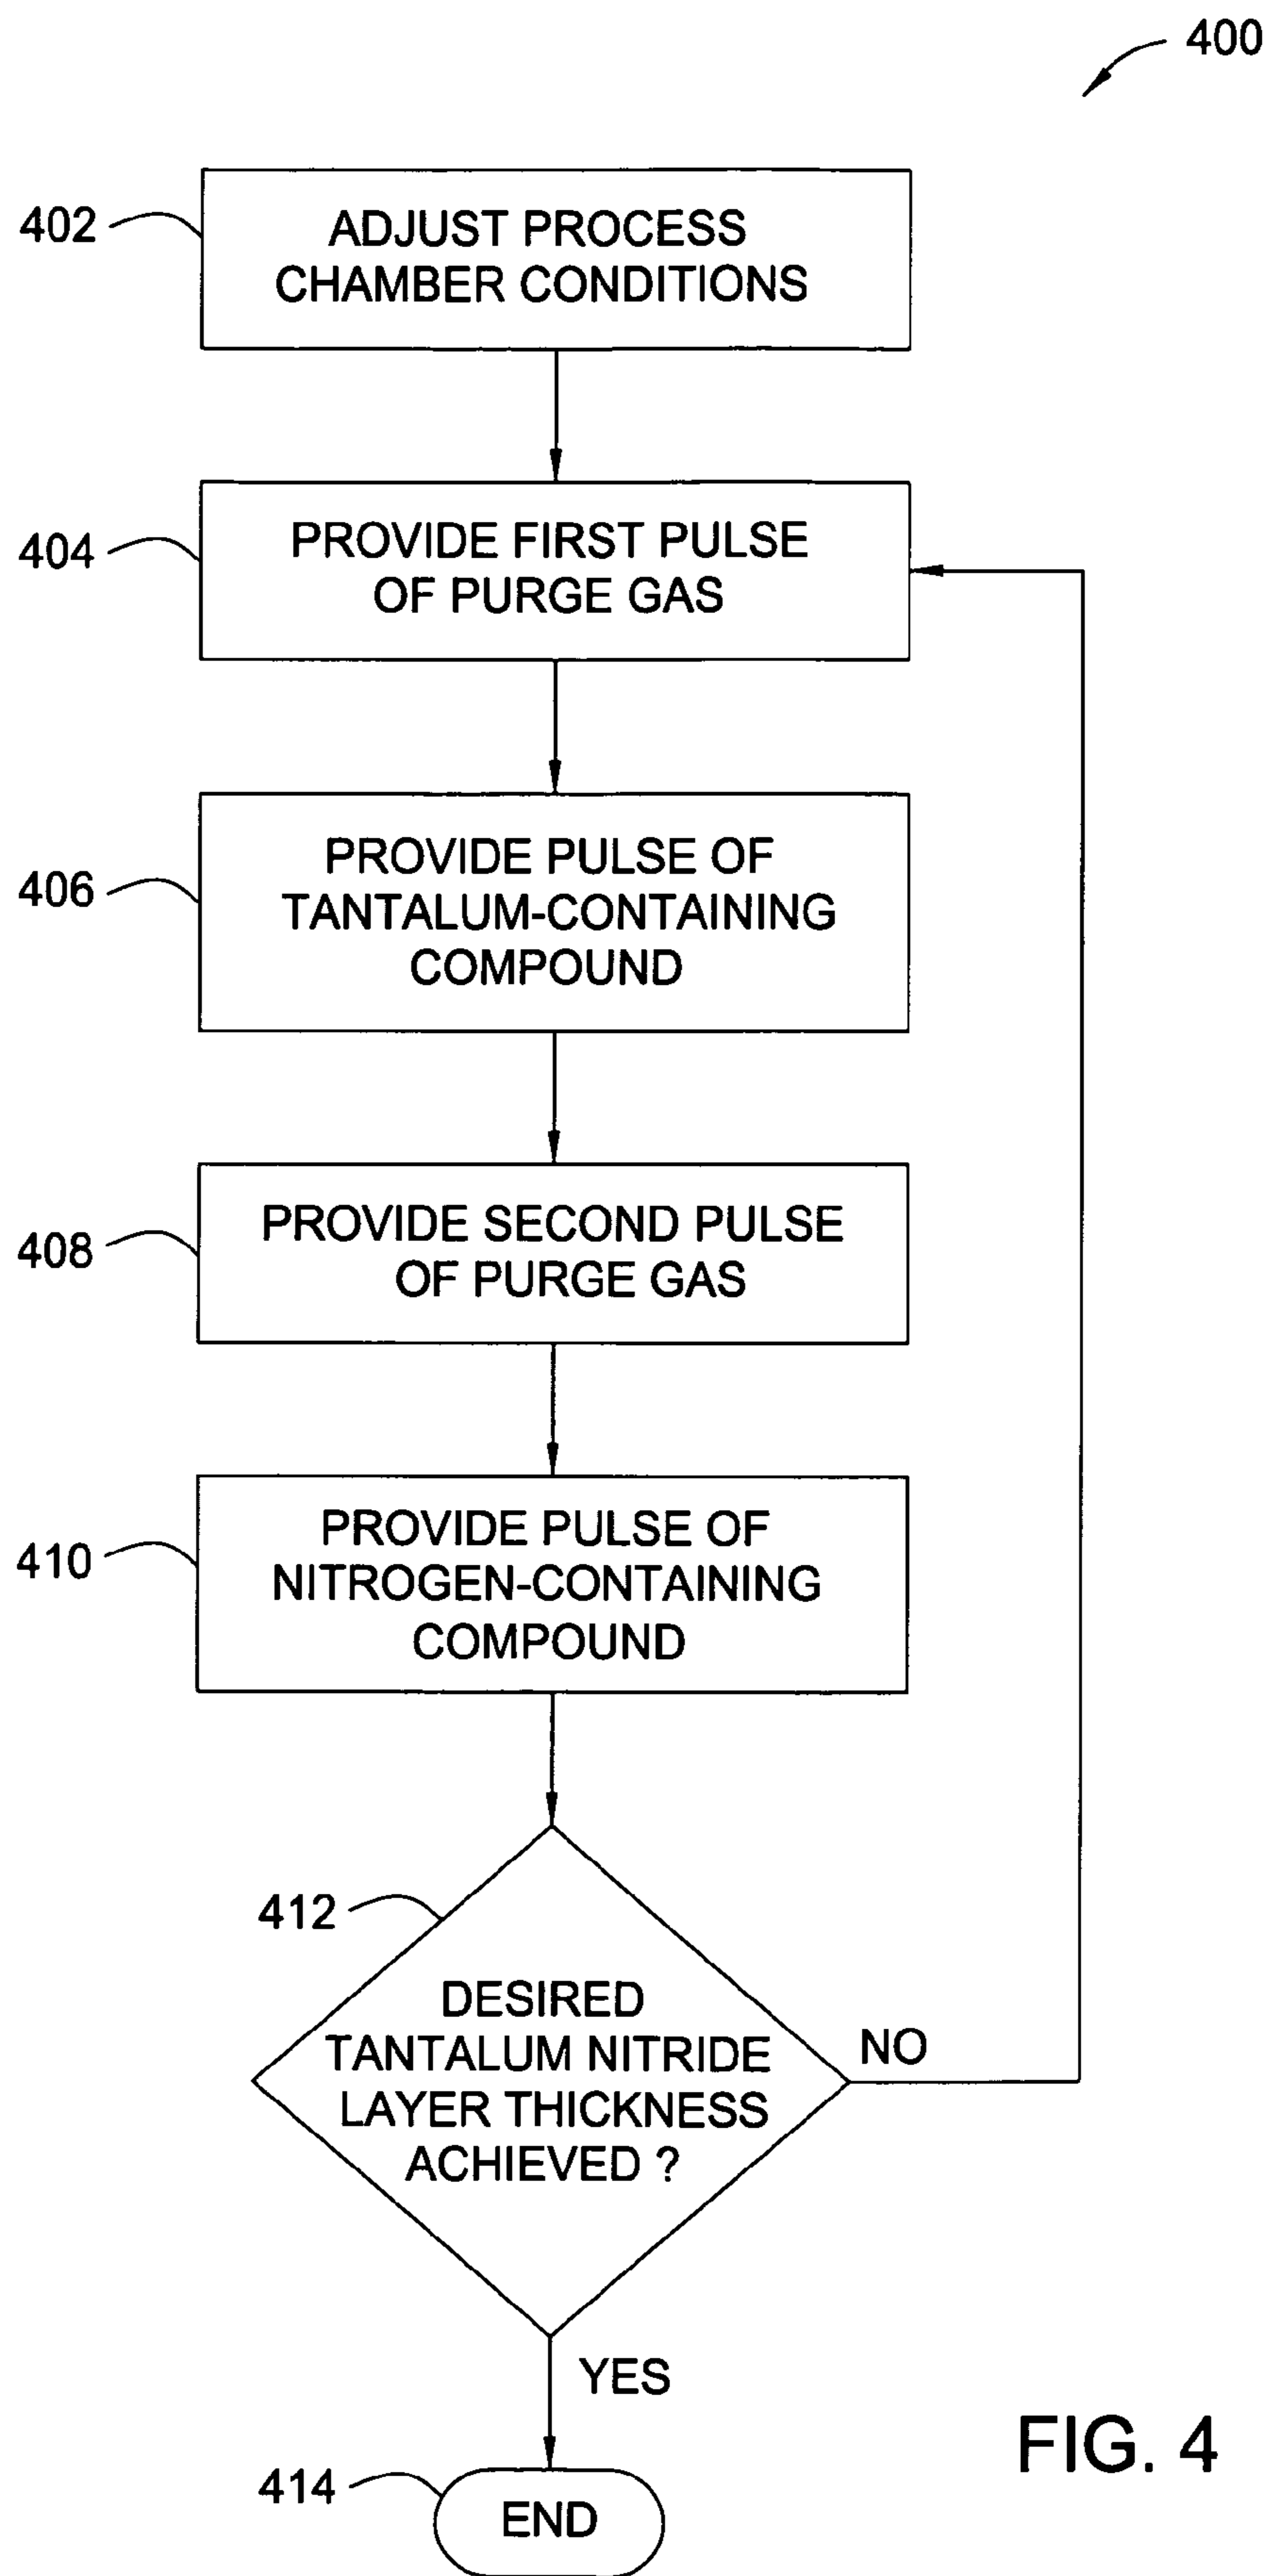 400
402
ADJUST PROCESS
CHAMBER CONDITIONS
404
PROVIDE FIRST PULSE
OF PURGE GAS
406
PROVIDE PULSE OF
TANTALUM-CONTAINING
COMPOUND
408
PROVIDE SECOND PULSE
OF PURGE GAS
410
PROVIDE PULSE OF
NITROGEN-CONTAINING
COMPOUND
412
DESIRED
TANTALUM NITRIDE
LAYER THICKNESS
ACHIEVED ?
NO
YES
414
END
FIG. 4